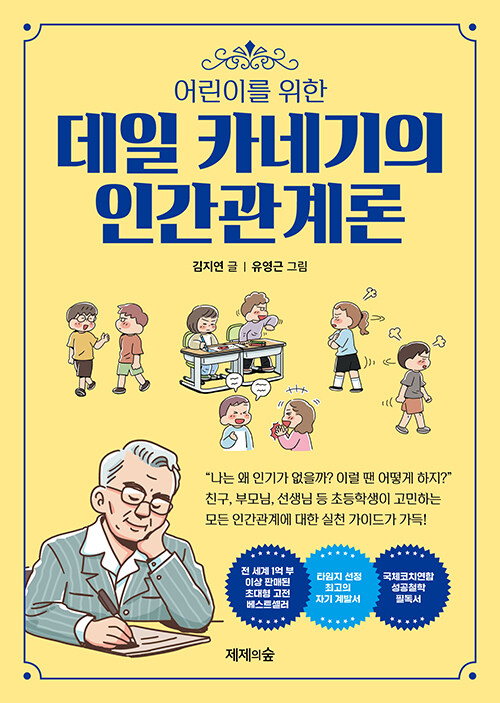 어린이를 위한
데일 카네기의
인간관계론
김지연 글 | 유영근 그림
“나는 왜 인기가 없을까? 이럴 땐 어떻게 하지?”
친구, 부모님, 선생님 등 초등학생이 고민하는
모든 인간관계에 대한 실천 가이드가 가득!
전 세계 1억 부
이상 판매된
초대형 고전
베스트셀러
타임지 선정
최고의
자기 계발서
국제코치연합
성공철학
필독서
제제의숲